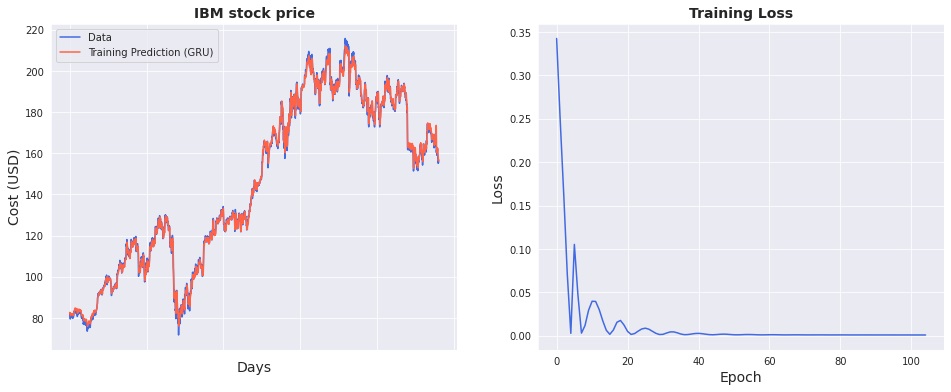 IBM stock price
Data
Training Prediction (GRU)
220
200
180
160
140
120
100
80
Cost (USD)
Days
Training Loss
0.35
0.30
0.25
0.20
0.15
0.10
0.05
0.00
Loss
0
20
40
60
80
100
Epoch